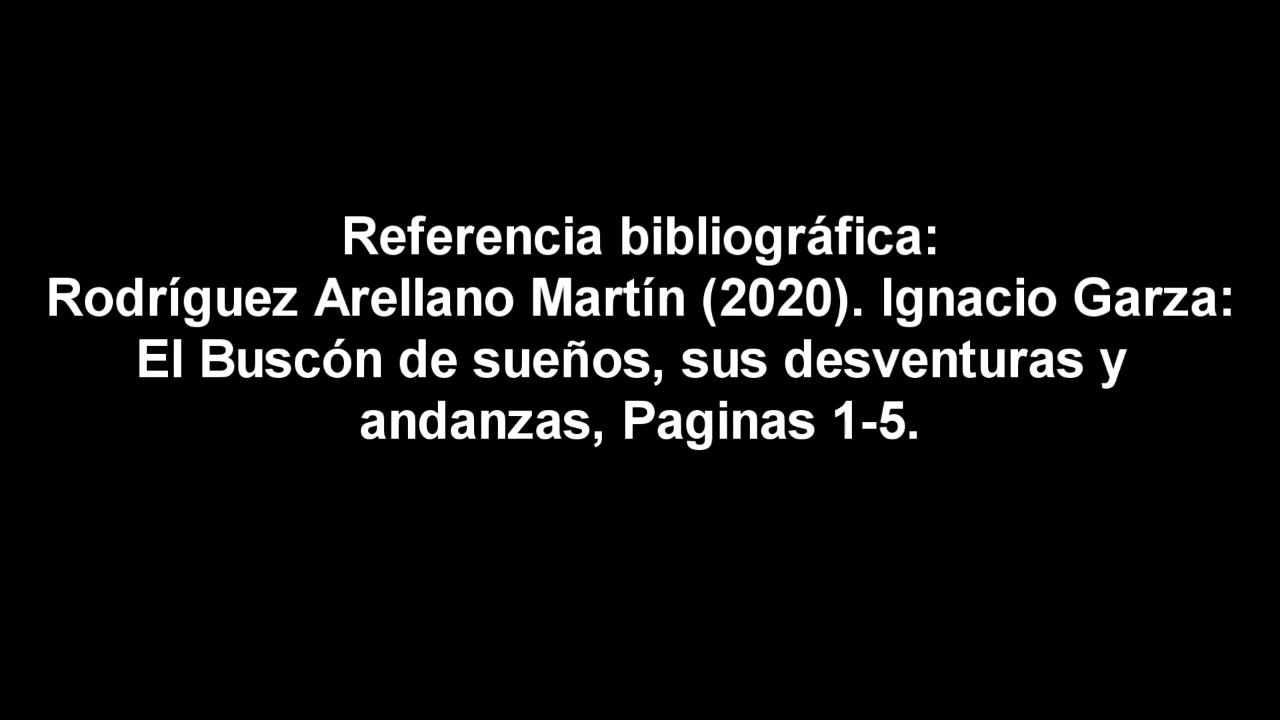 Referencia bibliográfica:
Rodríguez Arellano Martín (2020). Ignacio Garza:
El Buscón de sueños, sus desventuras y
andanzas, Paginas 1-5.